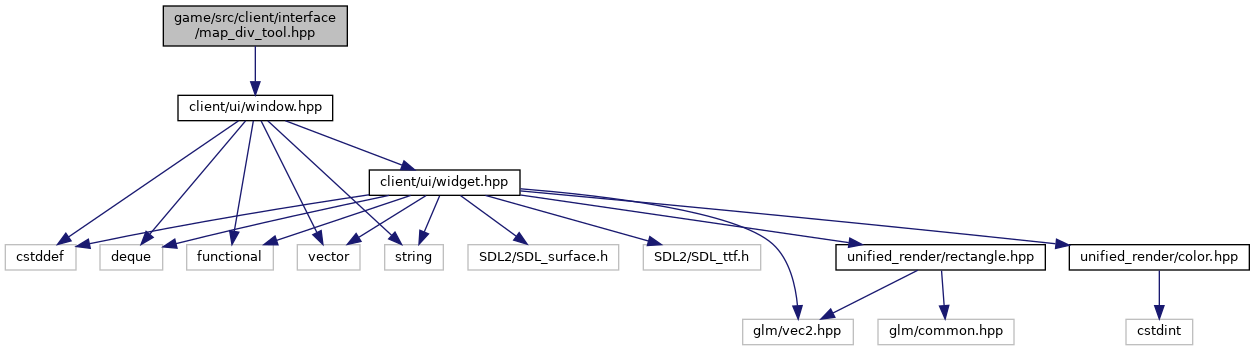 game/src/client/interface
/map_div_tool.hpp
client/ui/window.hpp
client/ui/widget.hpp
cstddef
deque
functional
vector
string
SDL2/SDL_surface.h
SDL2/SDL_ttf.h
unified_render/rectangle.hpp
unified_render/color.hpp
glm/vec2.hpp
glm/common.hpp
cstdint